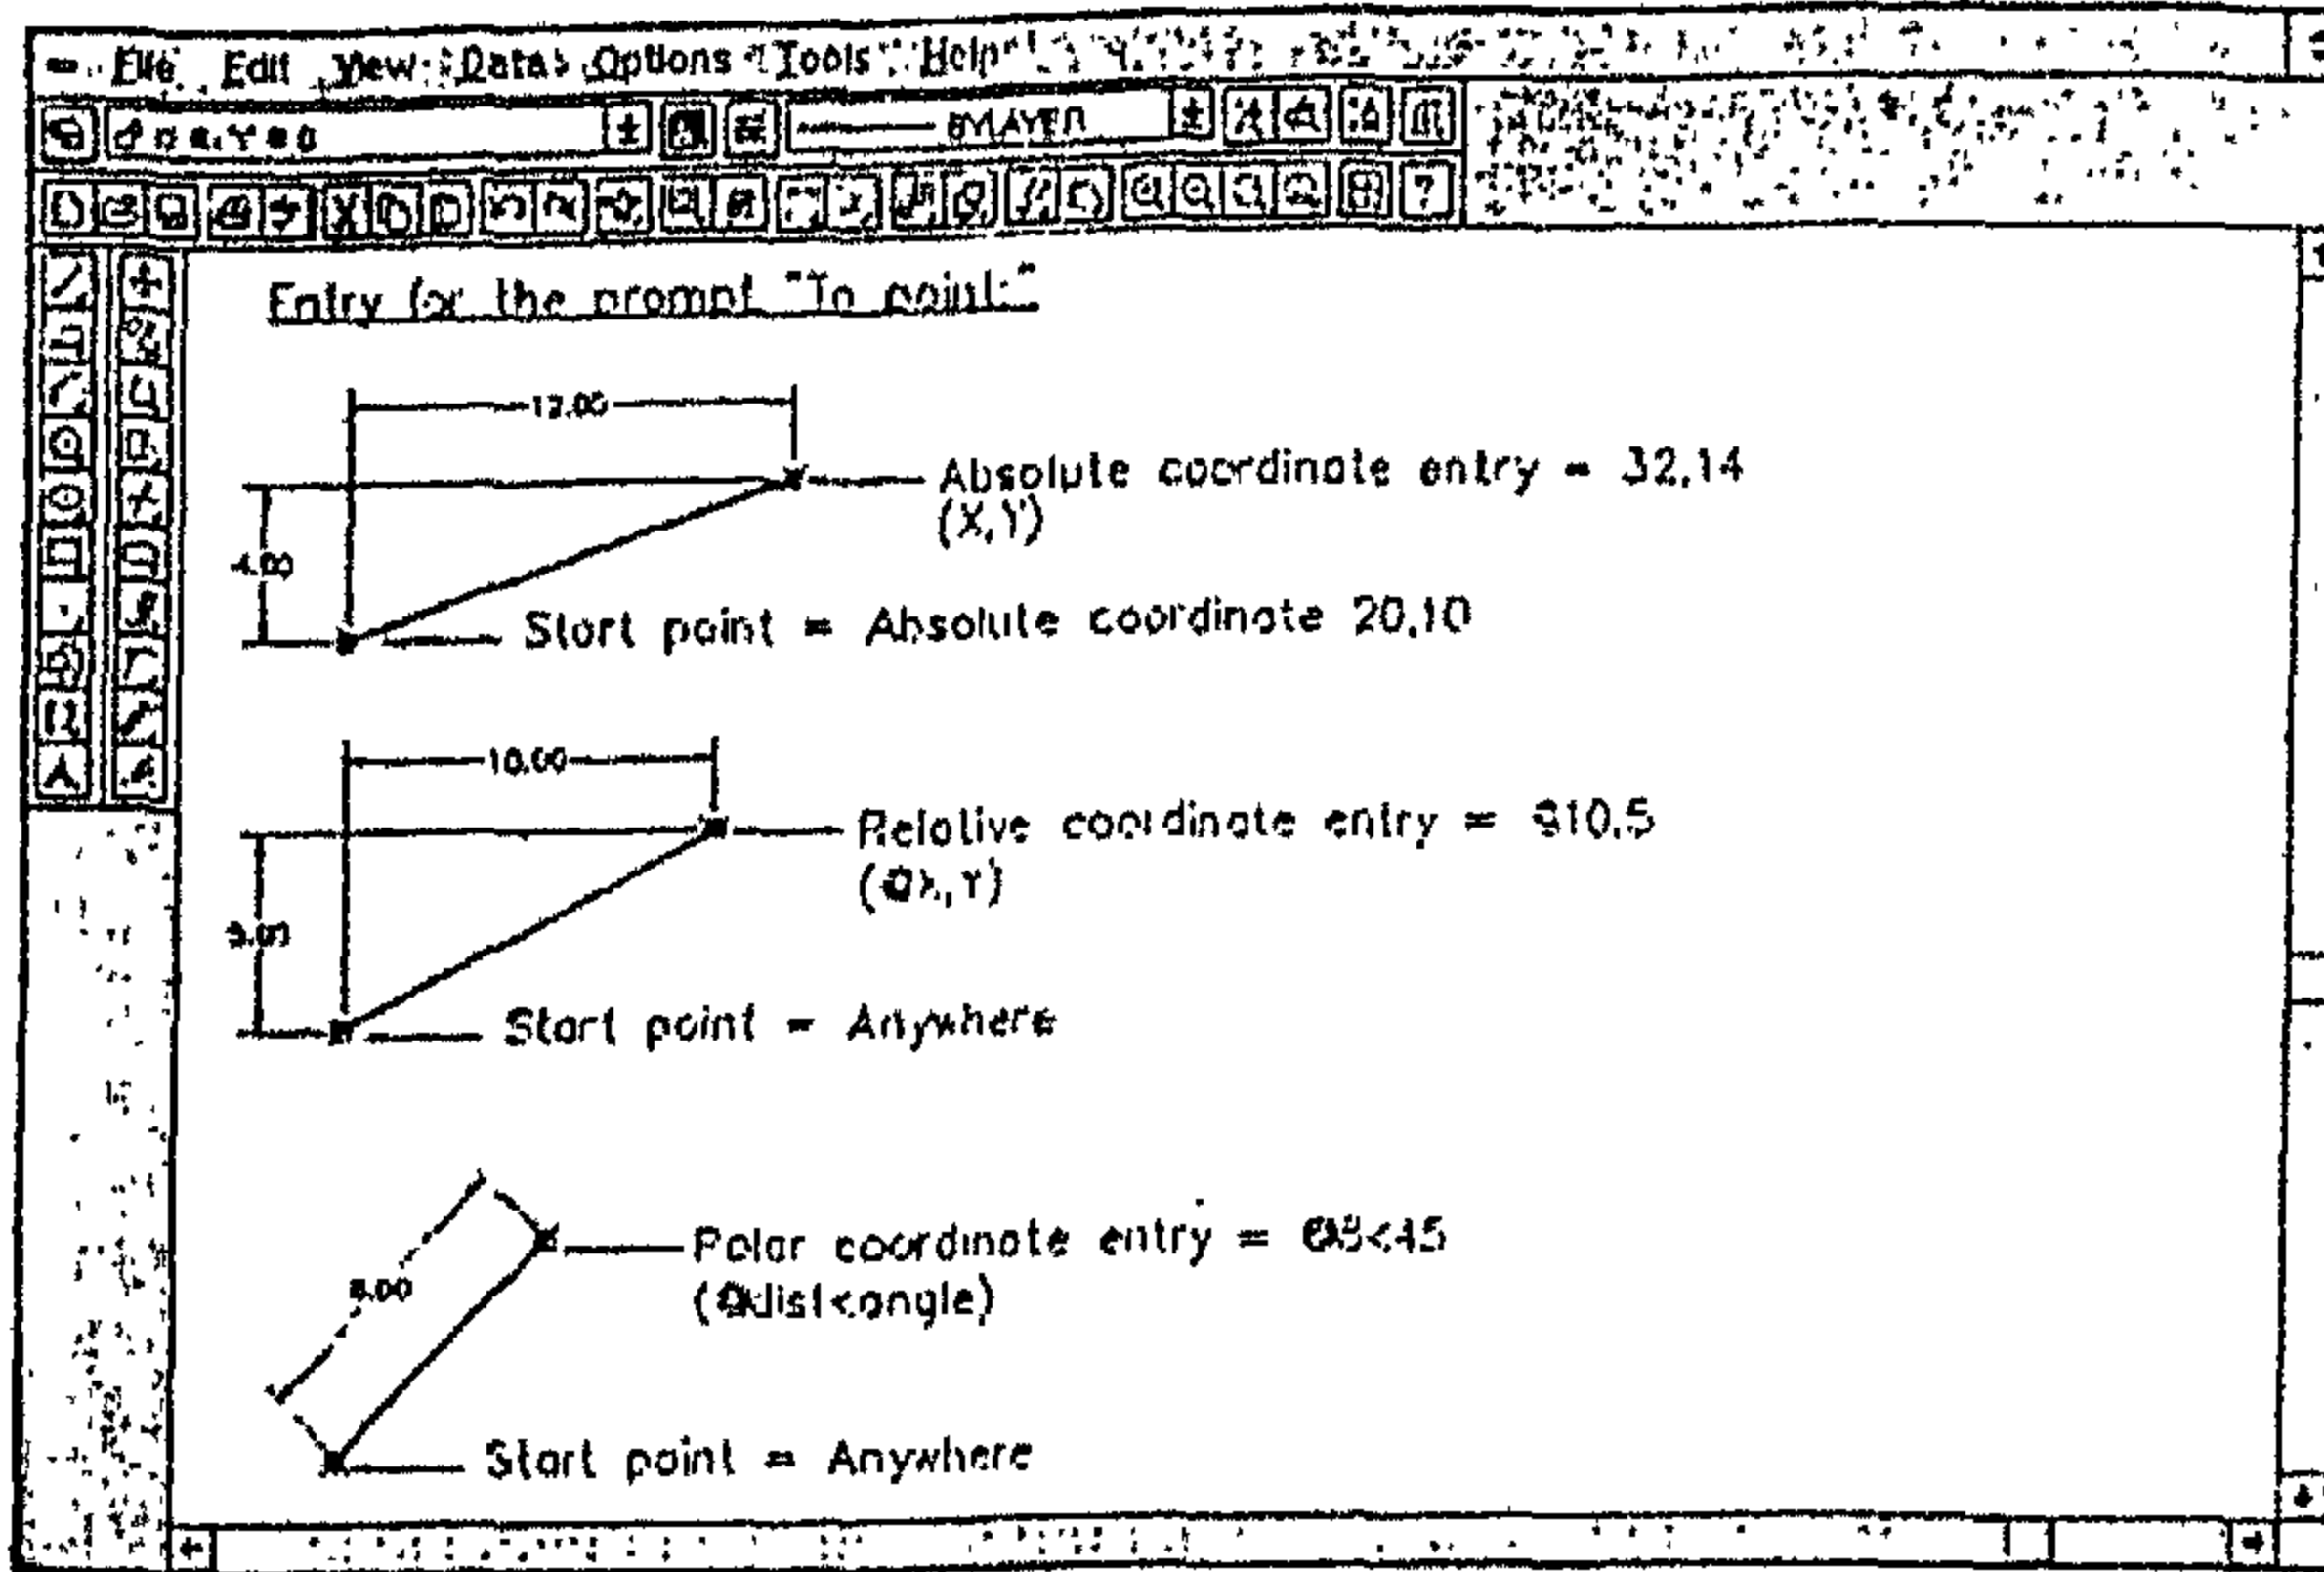 File Edit View Data Options Tools Help
BYLAYER
Entry for the prompt "To point:"
12.00
Absolute coordinate entry = 32,14
(X,Y)
4.00
Start point = Absolute coordinate 20,10
10.00
Relative coordinate entry = @10,5
(@X,Y)
Start point = Anywhere
Polar coordinate entry = @8<45
8.00
(@dist<angle)
Start point = Anywhere